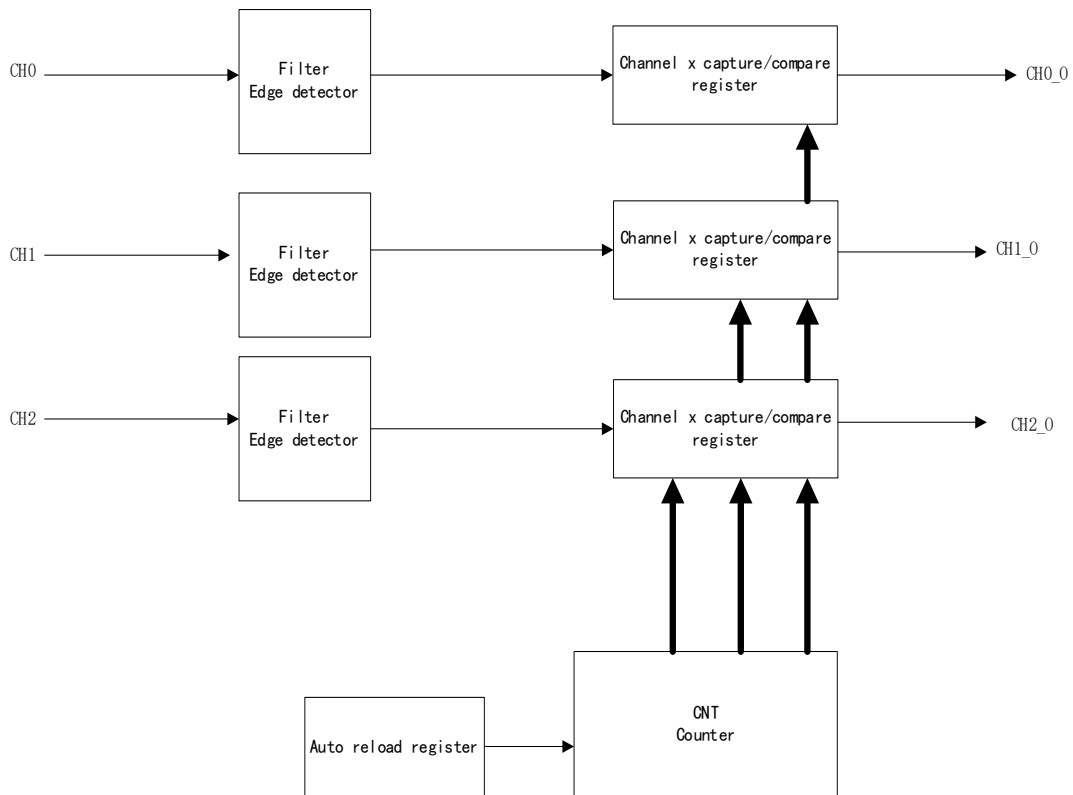 CH0
Filter
Edge detector
Channel x capture/compare
register
CH0_O
CH1
Filter
Edge detector
Channel x capture/compare
register
CH1_O
CH2
Filter
Edge detector
Channel x capture/compare
register
CH2_O
Auto reload register
CNT
Counter